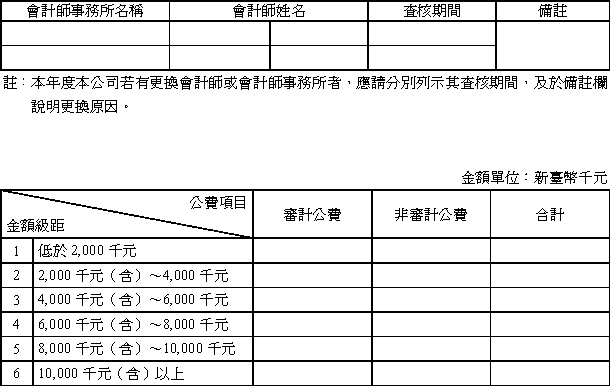 會計師事務所名稱 會計師姓名 查核期間 備註
註：本年度本公司若有更換會計師或會計師事務所者，應請分別列示其查核期間，及於備註欄
說明更換原因。
金額單位：新臺幣千元
公費項目
金額級距
審計公費 非審計公費 合計
1 低於 2,000 千元
2 2,000 千元（含）～4,000 千元
3 4,000 千元（含）～6,000 千元
4 6,000 千元（含）～8,000 千元
5 8,000 千元（含）～10,000 千元
6 10,000 千元（含）以上